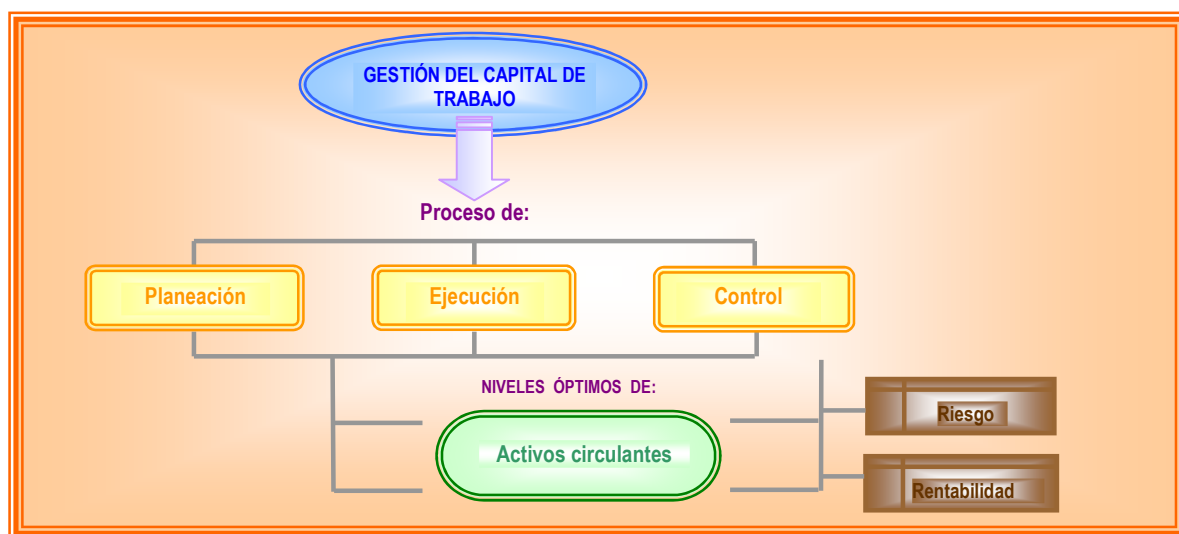 GESTIÓN DEL CAPITAL DE
TRABAJO
Proceso de:
Planeación
Ejecución
Control
NIVELES ÓPTIMOS DE:
Activos circulantes
Riesgo
Rentabilidad